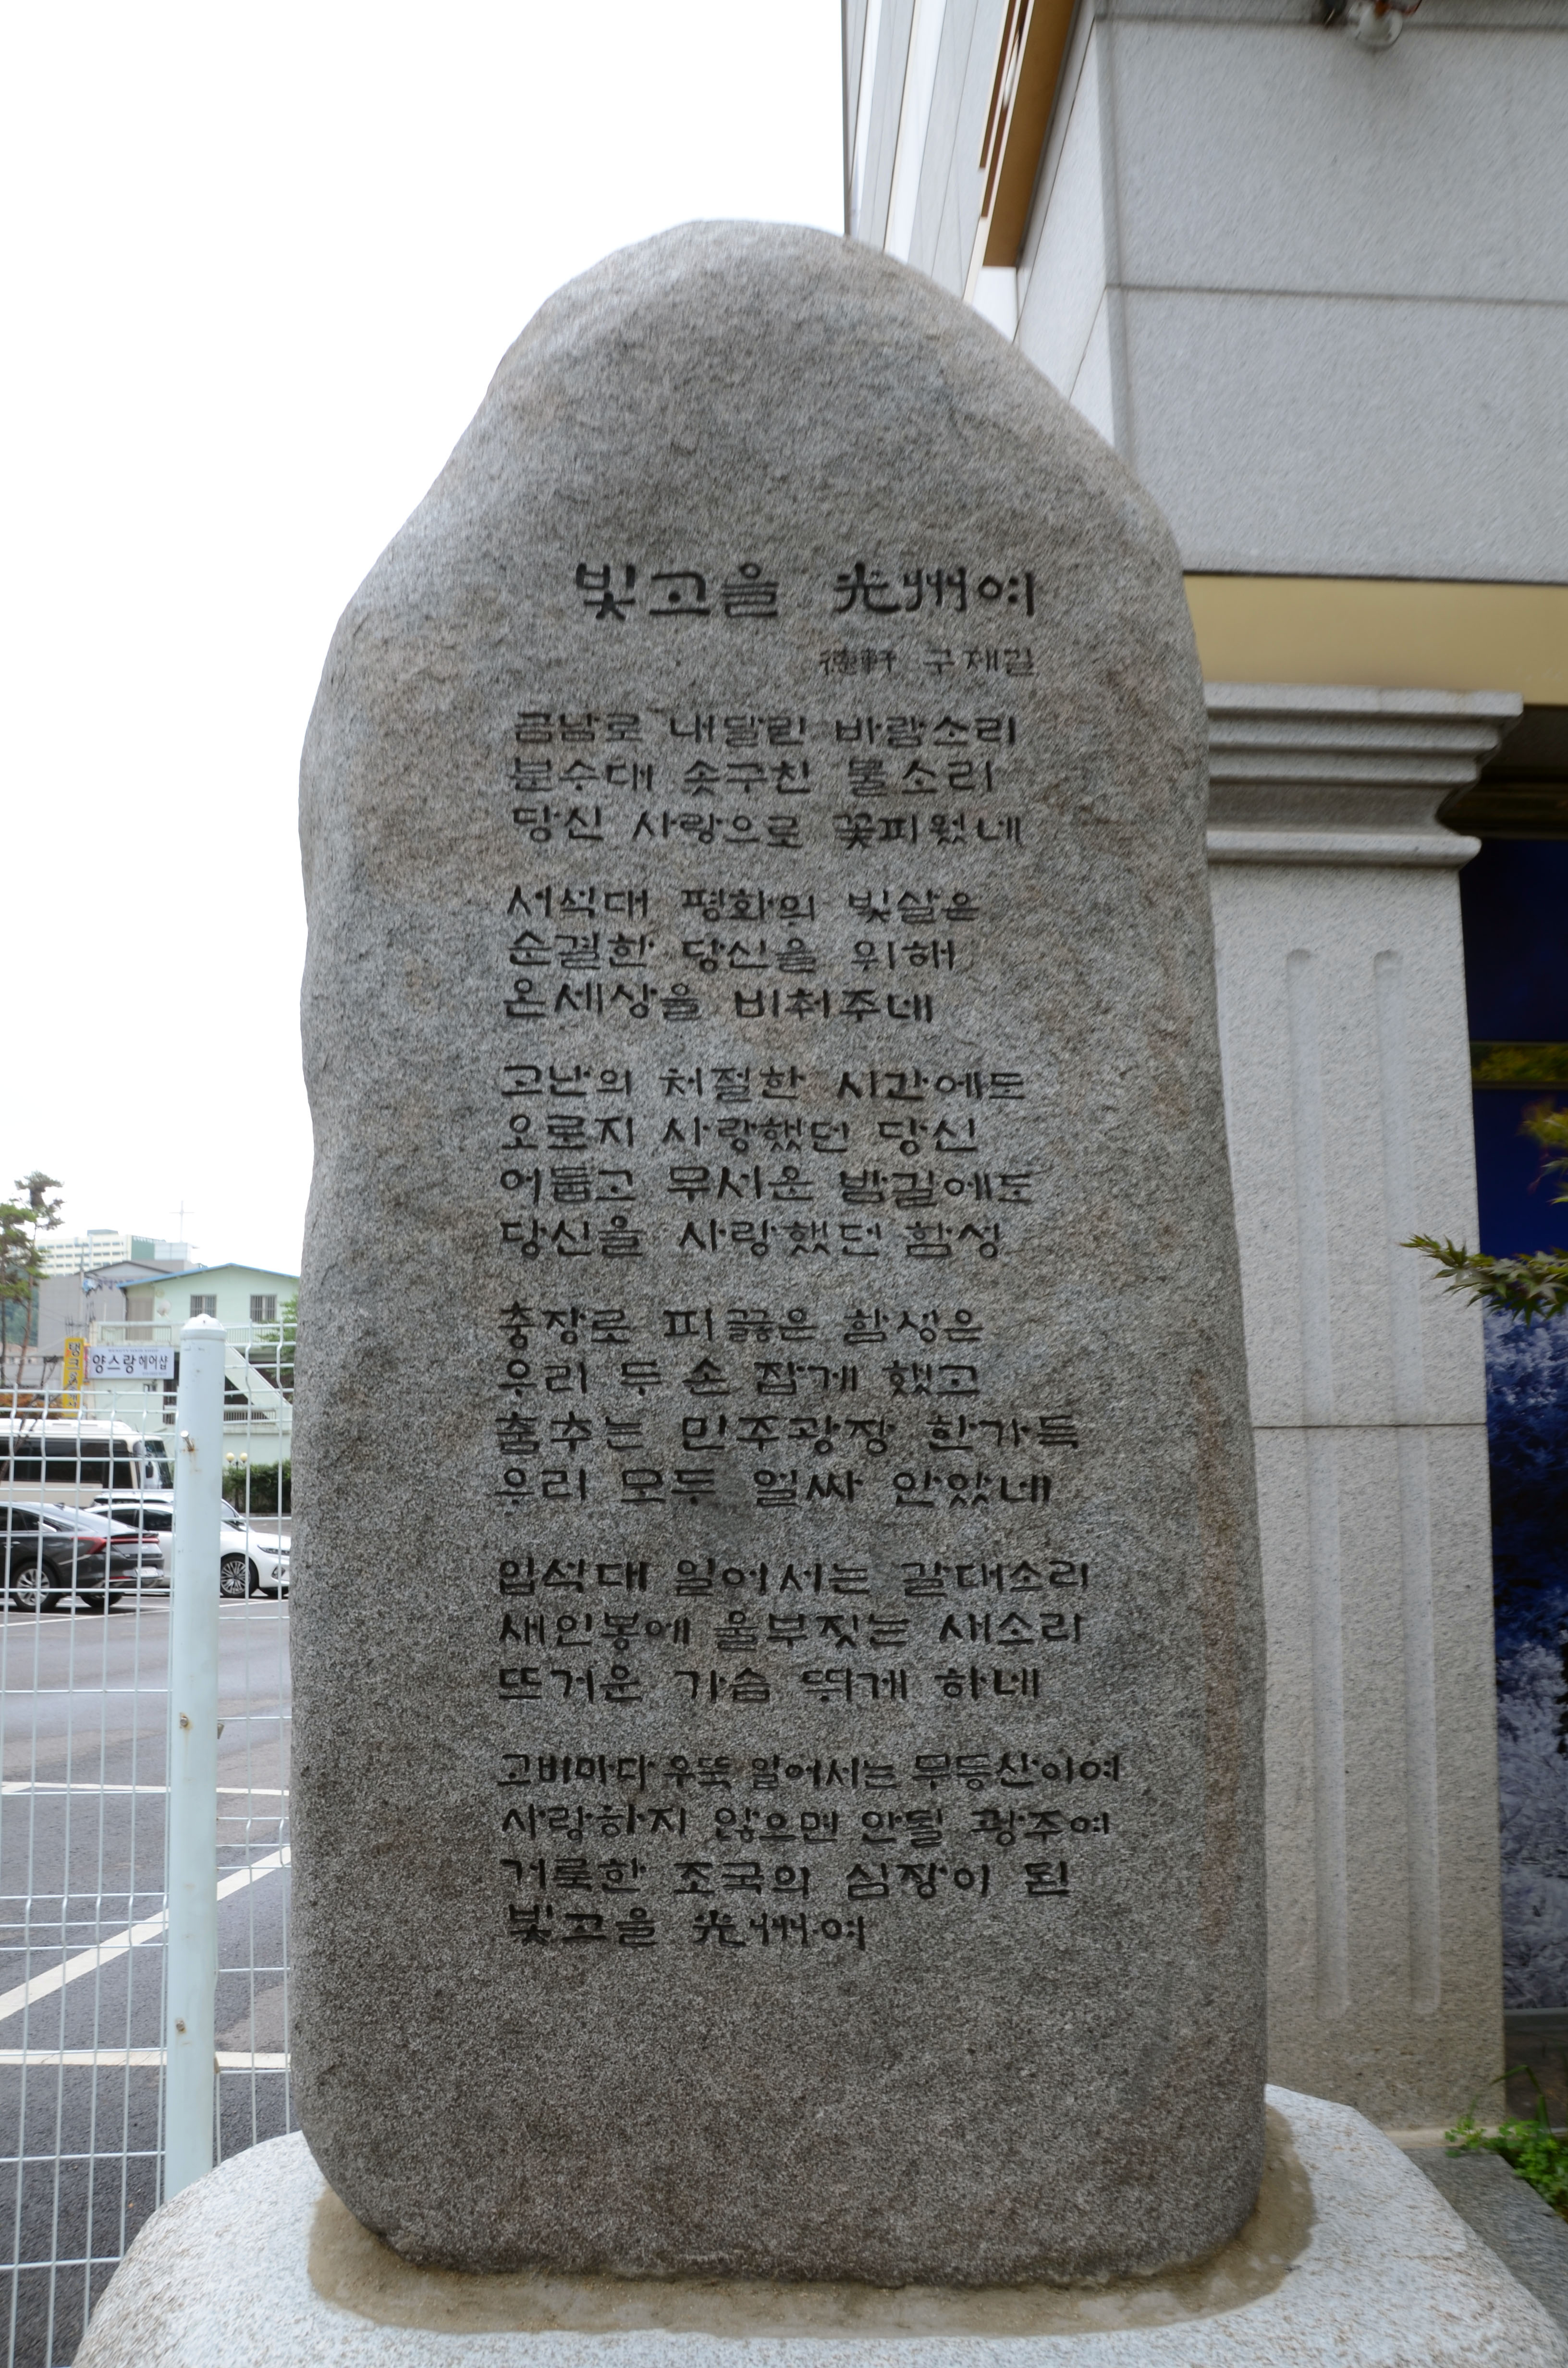 빛고을 光州여
德軒 구제길
금남로 내달린 바람소리
분수대 솟구친 물소리
당신 사랑으로 꽃피웠네
서석대 평화의 빛살은
순결한 당신을 위해
온세상을 비춰주네
고난의 처절한 시간에도
오로지 사랑했던 당신
어둡고 무서운 밤길에도
당신을 사랑했던 함성
충장로 피끓은 함성은
우리 두 손 잡게 했고
춤추는 민주광장 한가득
우리 모두 얼싸 안았네
입석대 일어서는 갈대소리
새인봉에 울부짖는 새소리
뜨거운 가슴 뛰게 하네
고비마다 우뚝 일어서는 무등산이여
사랑하지 않으면 안될 광주여
거룩한 조국의 심장이 된
빛고을 光州여
양스랑헤어샵